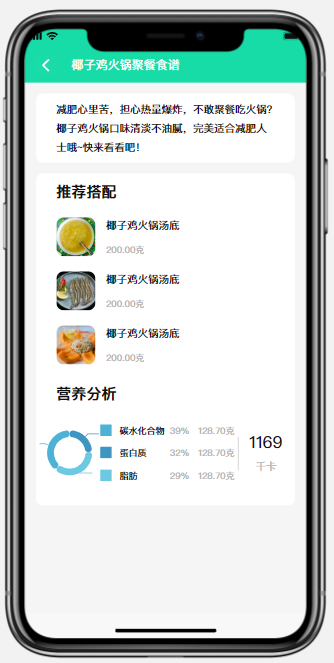 椰子鸡火锅聚餐食谱
减肥心里苦，担心热量爆炸，不敢聚餐吃火锅？
椰子鸡火锅口味清淡不油腻，完美适合减肥人
士哦~快来看看吧！
推荐搭配
椰子鸡火锅汤底
200.00克
椰子鸡火锅汤底
200.00克
椰子鸡火锅汤底
200.00克
营养分析
碳水化合物 39% 128.70克
蛋白质 32% 128.70克
脂肪 29% 128.70克
1169
千卡